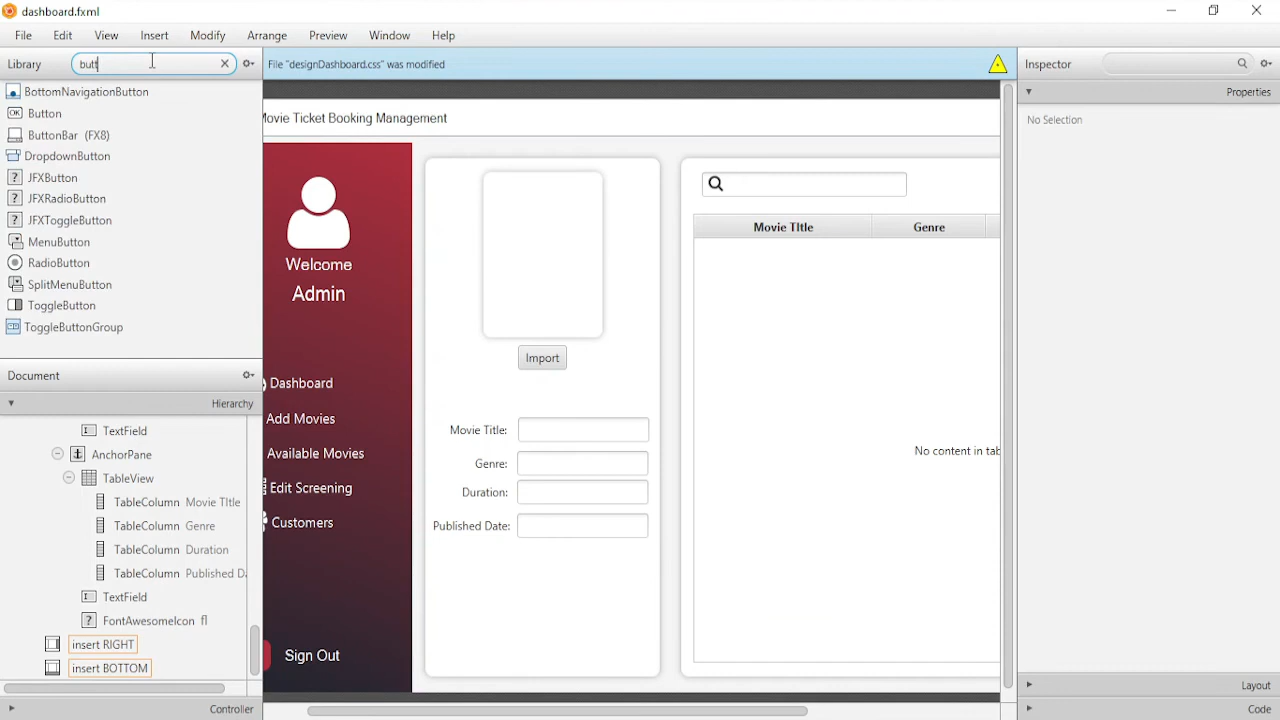 dashboard.fxml
File Edit View Insert Modify Arrange Preview Window Help
Library butt
File "designDashboard.css" was modified
Inspector
BottomNavigationButton
OK Button
ButtonBar (FX8)
DropdownButton
? JFXButton
? JFXRadioButton
? JFXToggleButton
MenuButton
RadioButton
SplitMenuButton
ToggleButton
ToggleButtonGroup
Document
Hierarchy
TextField
AnchorPane
TableView
TableColumn Movie TItle
TableColumn Genre
TableColumn Duration
TableColumn Published Da
TextField
? FontAwesomeIcon fl
insert RIGHT
insert BOTTOM
Controller
Movie Ticket Booking Management
Welcome
Admin
Dashboard
Add Movies
Available Movies
Edit Screening
Customers
Sign Out
Import
Movie Title:
Genre:
Duration:
Published Date:
Movie TItle Genre
No content in tab
Properties
No Selection
Layout
Code